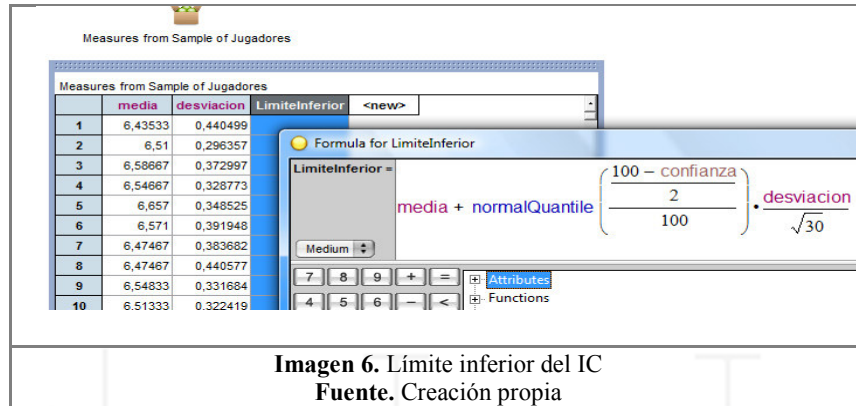 Measures from Sample of Jugadores
Measures from Sample of Jugadores
media desviacion LimiteInferior <new>
1 6,43533 0,440499
2 6,51 0,296357
3 6,58667 0,372997
4 6,54667 0,328773
5 6,657 0,348525
6 6,571 0,391948
7 6,47467 0,383682
8 6,47467 0,440577
9 6,54833 0,331684
10 6,51333 0,322419
Formula for LimiteInferior
LimiteInferior =
media + normalQuantile ( 100 – confianza
2
100 ) • desviacion
√30
Medium
7 8 9 + =
4 5 6 – <
Attributes
Functions
Imagen 6. Límite inferior del IC
Fuente. Creación propia